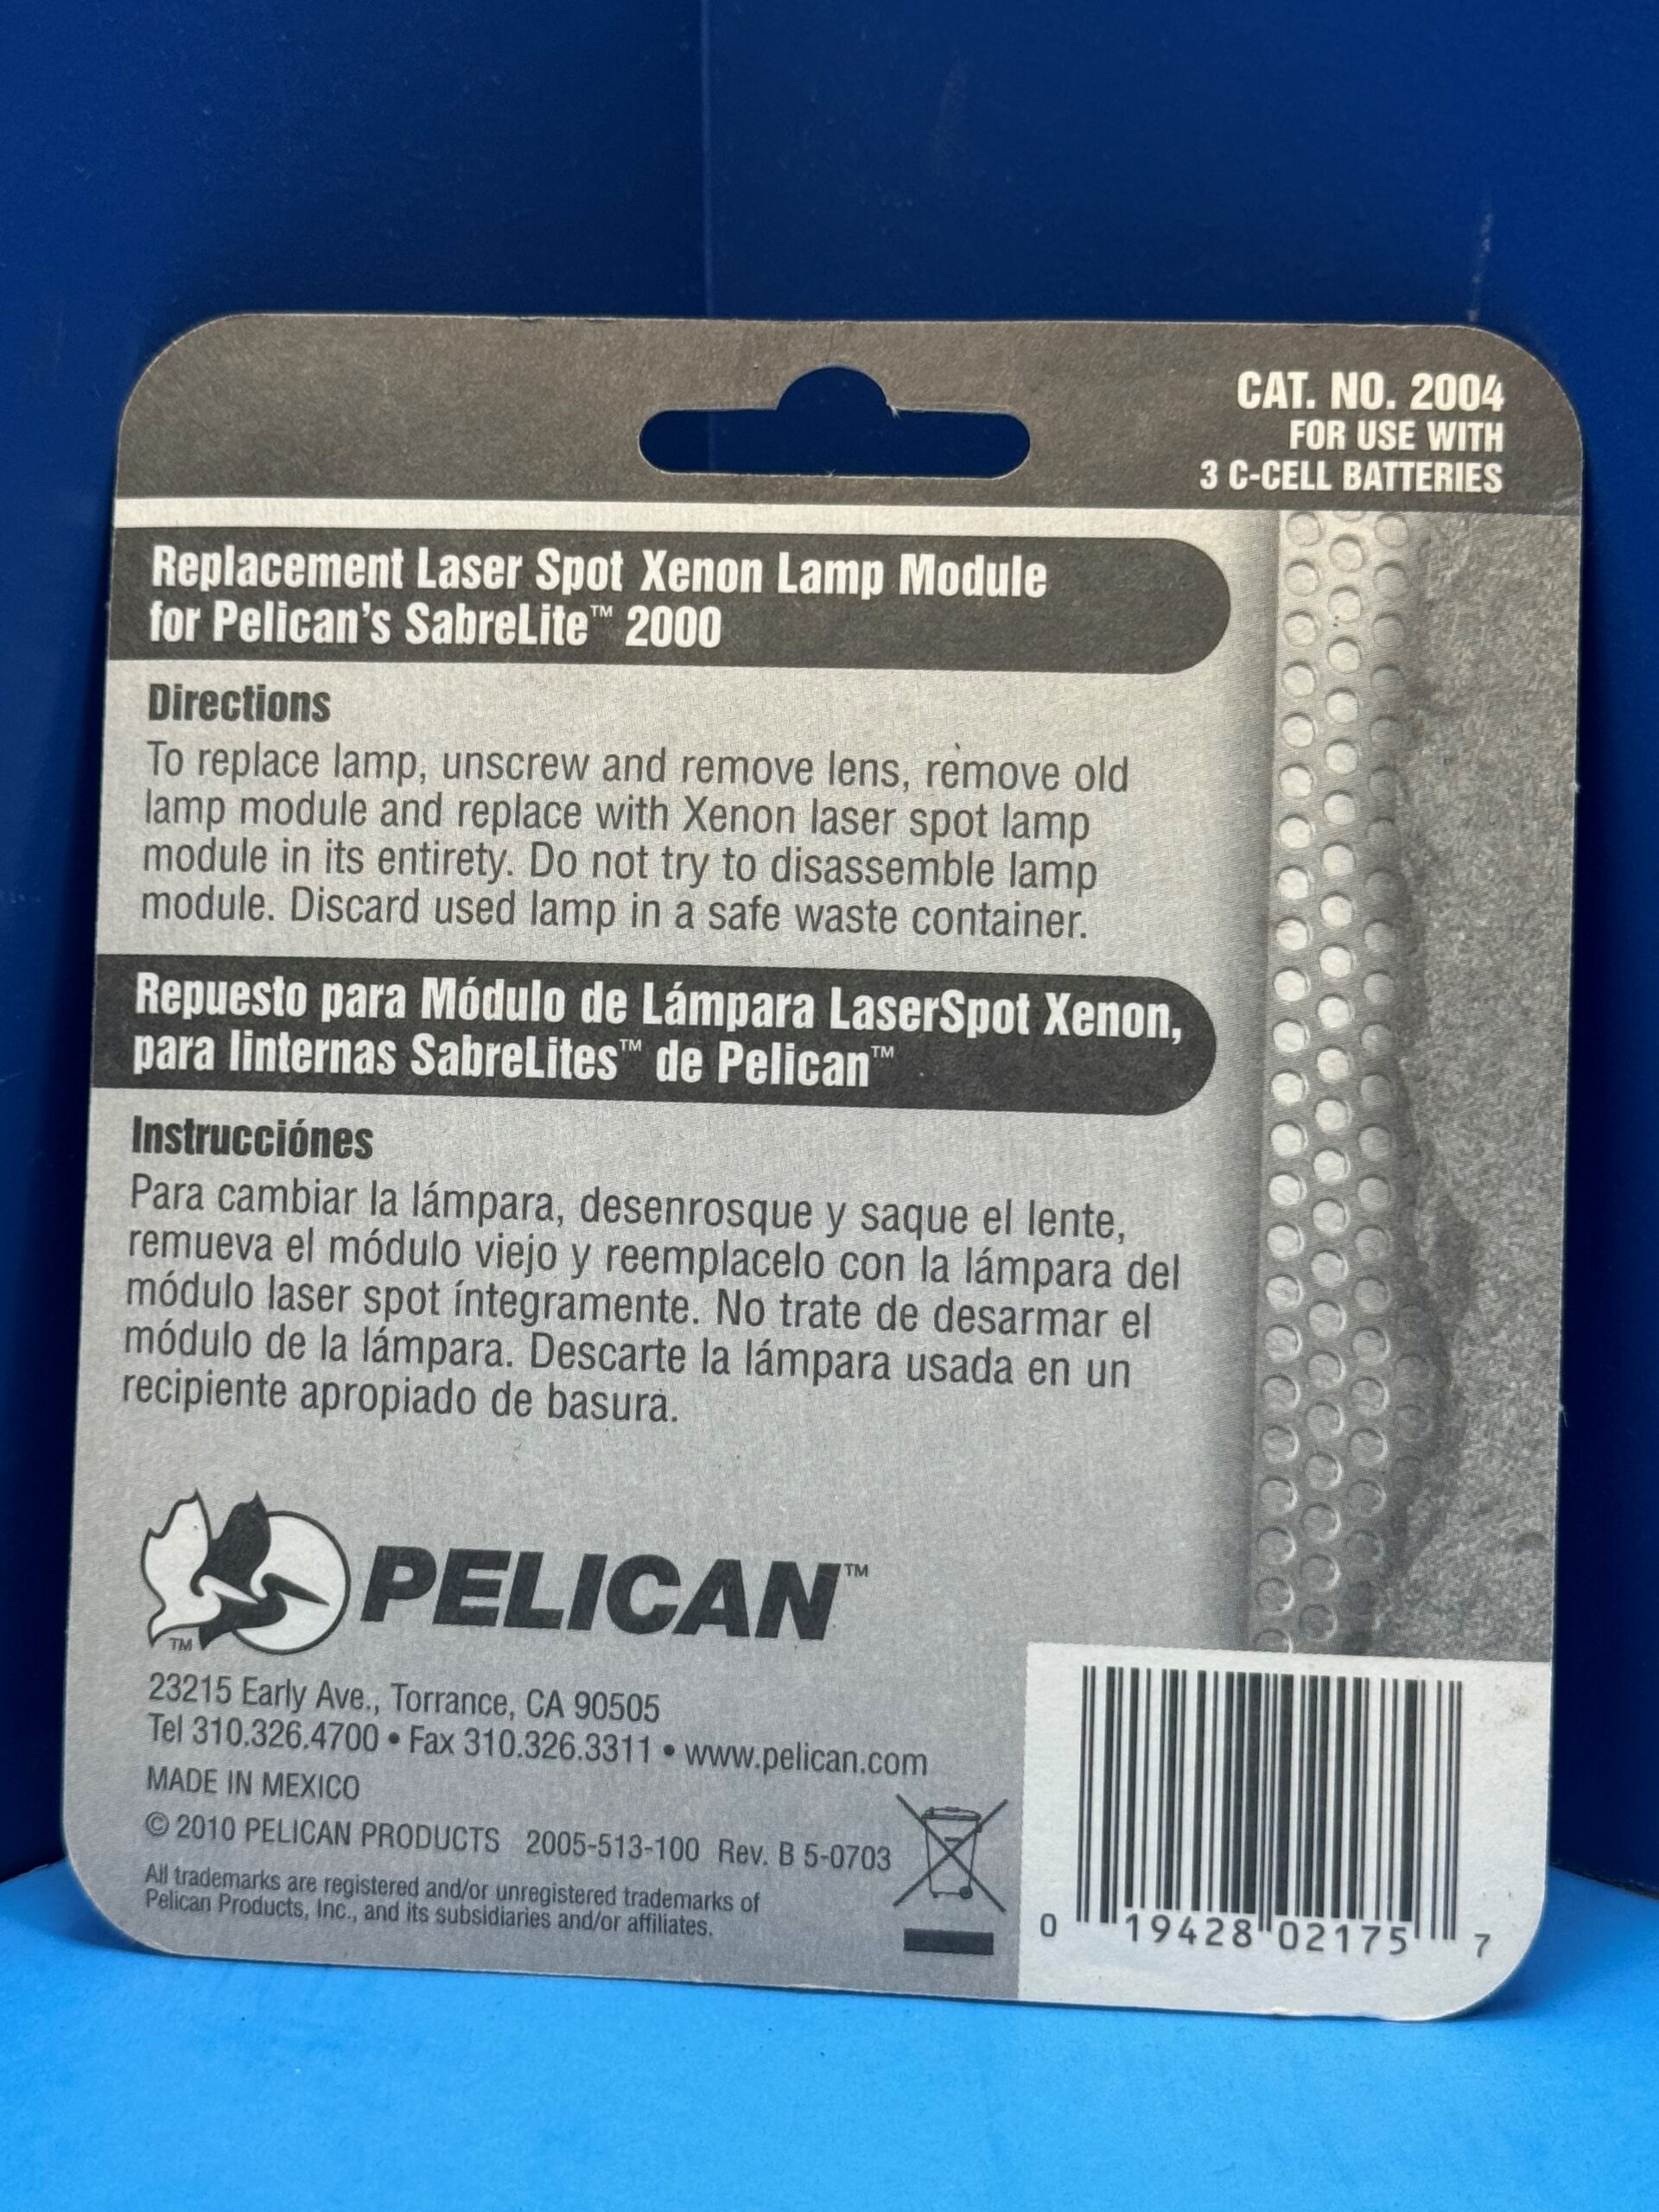 CAT. NO. 2004
FOR USE WITH
3 C-CELL BATTERIES
Replacement Laser Spot Xenon Lamp Module
for Pelican's SabreLite™ 2000
Directions
To replace lamp, unscrew and remove lens, remove old
lamp module and replace with Xenon laser spot lamp
module in its entirety. Do not try to disassemble lamp
module. Discard used lamp in a safe waste container.
Repuesto para Módulo de Lámpara LaserSpot Xenon,
para linternas SabreLites™ de Pelican™
Instrucciónes
Para cambiar la lámpara, desenrosque y saque el lente,
remueva el módulo viejo y reemplacelo con la lámpara del
módulo laser spot íntegramente. No trate de desarmar el
módulo de la lámpara. Descarte la lámpara usada en un
recipiente apropiado de basura.
PELICAN™
TM
23215 Early Ave., Torrance, CA 90505
Tel 310.326.4700 • Fax 310.326.3311 • www.pelican.com
MADE IN MEXICO
© 2010 PELICAN PRODUCTS 2005-513-100 Rev. B 5-0703
All trademarks are registered and/or unregistered trademarks of
Pelican Products, Inc., and its subsidiaries and/or affiliates.
0 19428 02175 7